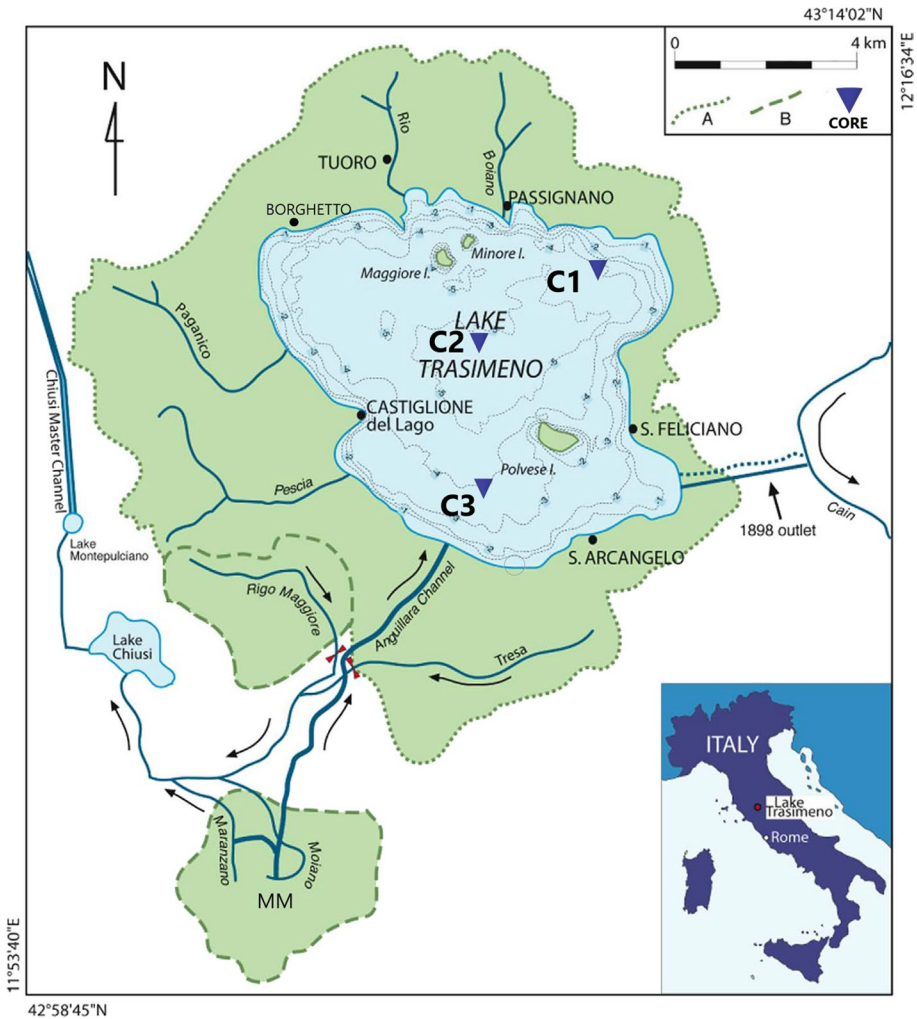 43°14'02"N
12°16'34"E
0 4 km
A B CORE
N
Rio
TUORO
Boiano
PASSIGNANO
BORGHETTO
Minore I.
Maggiore I.
C1
LAKE
C2
TRASIMENO
Paganico
Chiusi Master Channel
CASTIGLIONE
del Lago
S. FELICIANO
Polvese I.
Pescia
C3
Cain
1898 outlet
Lake
Montepulciano
S. ARCANGELO
Rigo Maggiore
Anguillara Channel
Lake
Chiusi
Tresa
ITALY
Lake
Trasimeno
Rome
Maranzano
Moiano
MM
11°53'40"E
42°58'45"N